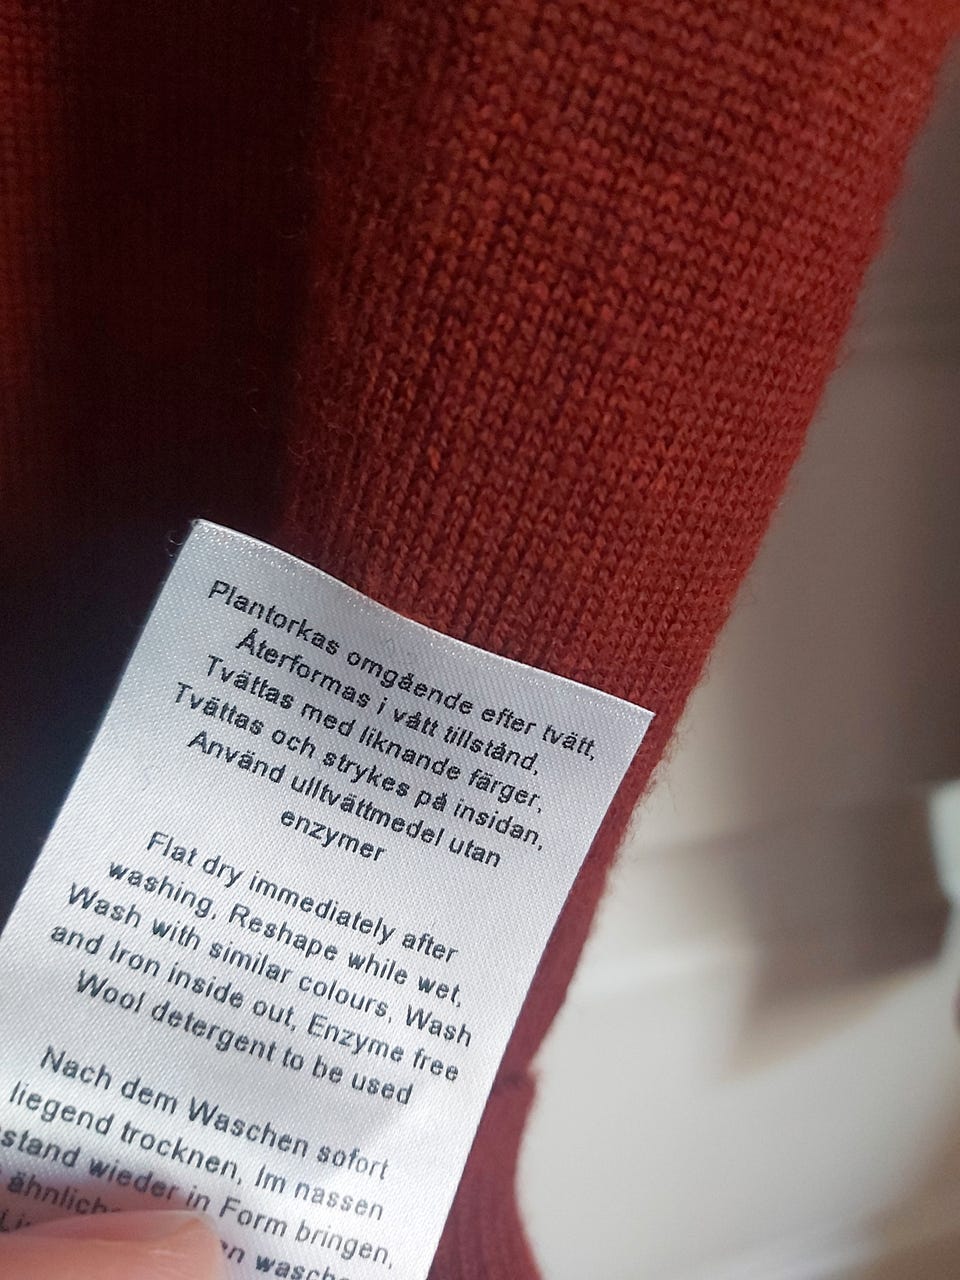 Plantorkas omgående efter tvätt,
Återformas i vått tillstånd,
Tvättas med liknande färger,
Tvättas och strykes på insidan,
Använd ulltvättmedel utan
enzymer
Flat dry immediately after
washing, Reshape while wet,
Wash with similar colours, Wash
and Iron inside out, Enzyme free
Wool detergent to be used
Nach dem Waschen sofort
liegend trocknen, Im nassen
wieder in Form bringen,